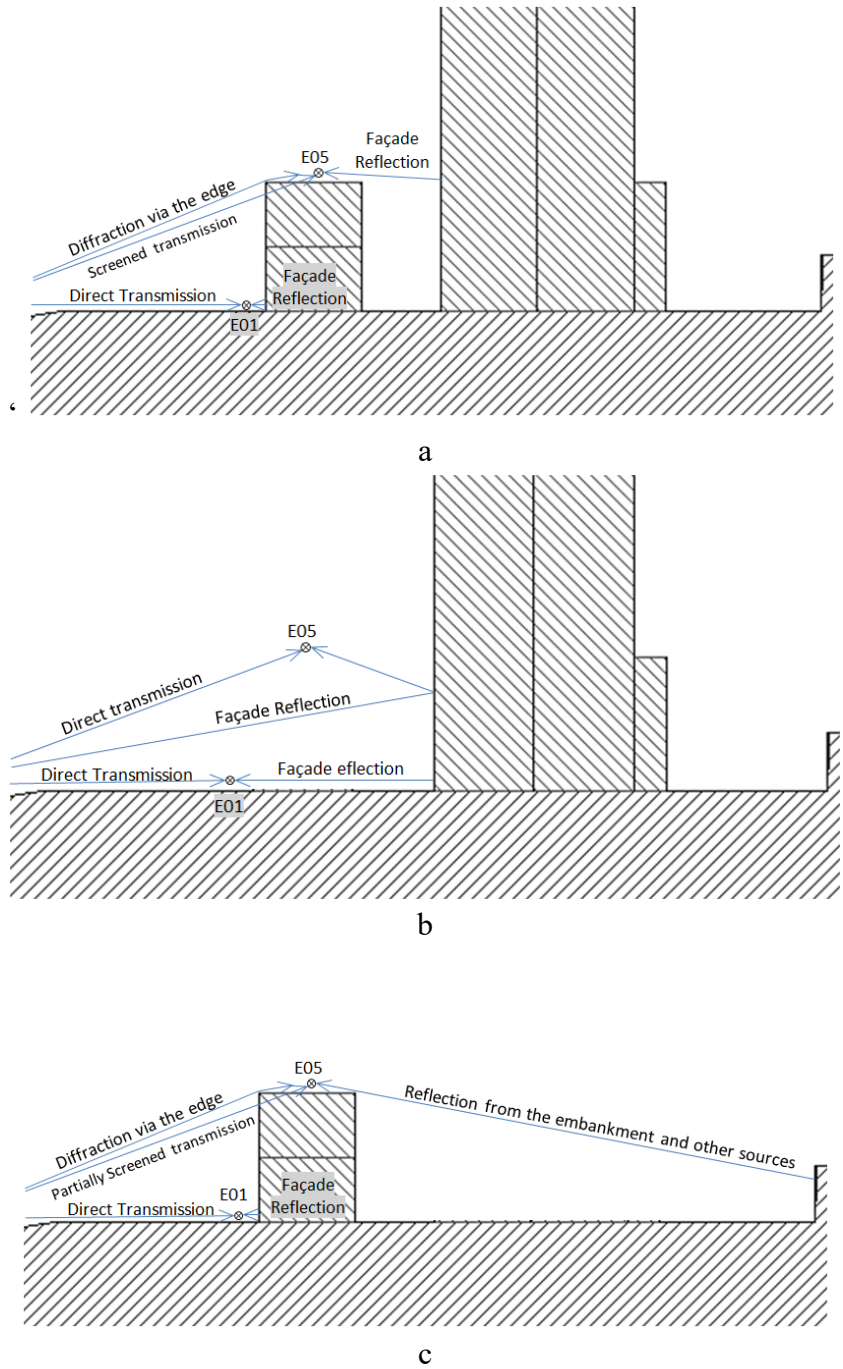 E05
Façade
Reflection
Diffraction via the edge
Screened transmission
Direct Transmission
Façade
Reflection
E01
‘
a
E05
Direct transmission
Façade Reflection
Direct Transmission
Façade eflection
E01
b
E05
Diffraction via the edge
Partially Screened transmission
Reflection from the embankment and other sources
E01
Direct Transmission
Façade
Reflection
c